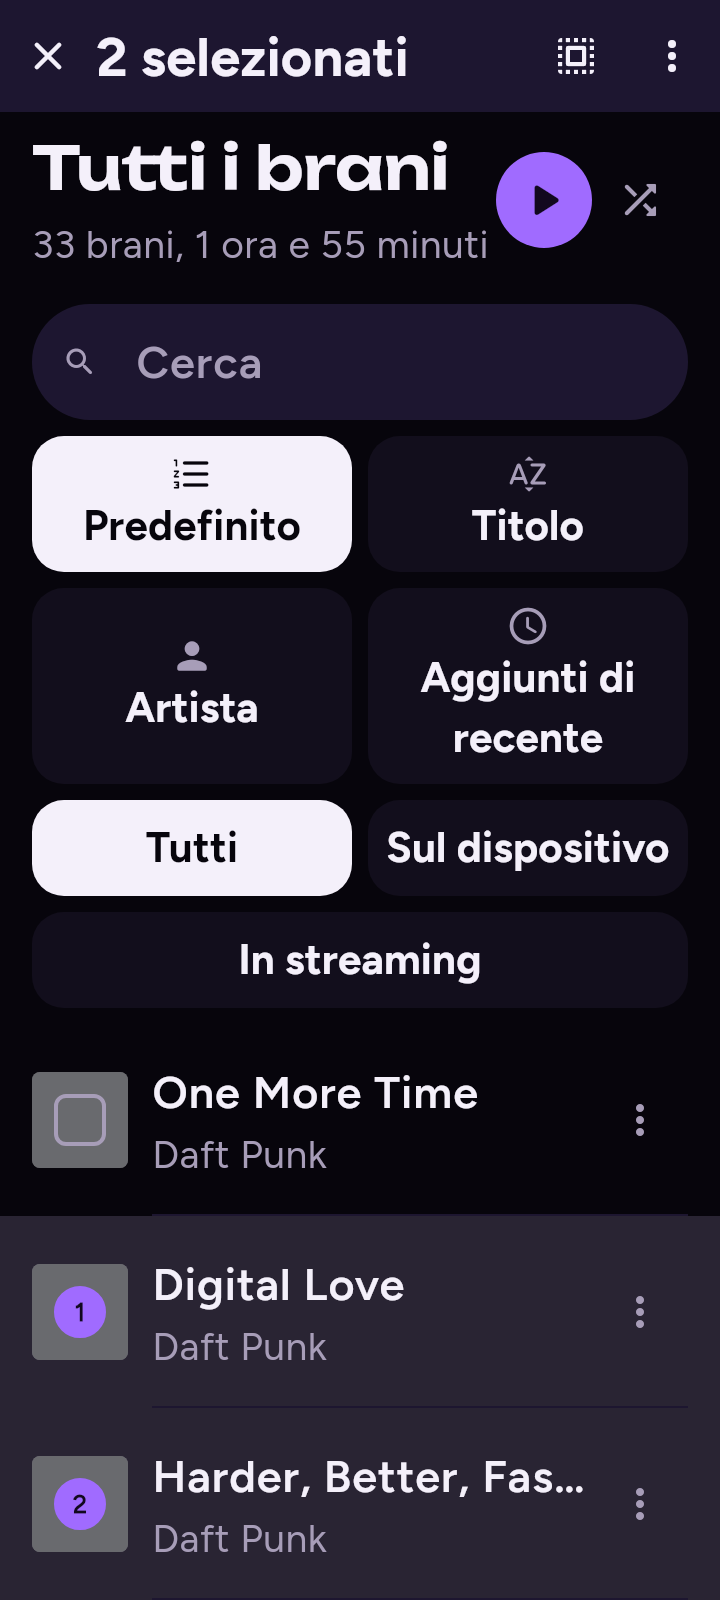 2 selezionati
Tutti i brani
33 brani, 1 ora e 55 minuti
Cerca
Predefinito
Titolo
Artista
Aggiunti di
recente
Tutti
Sul dispositivo
In streaming
One More Time
Daft Punk
1
Digital Love
Daft Punk
2
Harder, Better, Fas...
Daft Punk